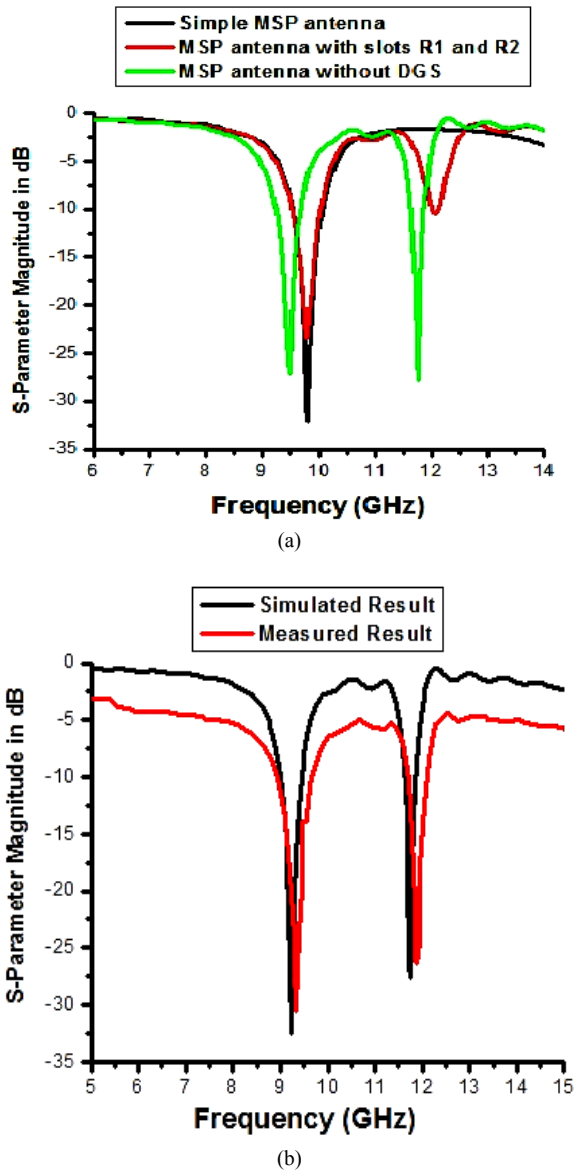 Simple MSP antenna
MSP antenna with slots R1 and R2
MSP antenna without DGS
S-Parameter Magnitude in dB
0
-5
-10
-15
-20
-25
-30
-35
6 7 8 9 10 11 12 13 14
Frequency (GHz)
(a)
Simulated Result
Measured Result
S-Parameter Magnitude in dB
0
-5
-10
-15
-20
-25
-30
-35
5 6 7 8 9 10 11 12 13 14 15
Frequency (GHz)
(b)